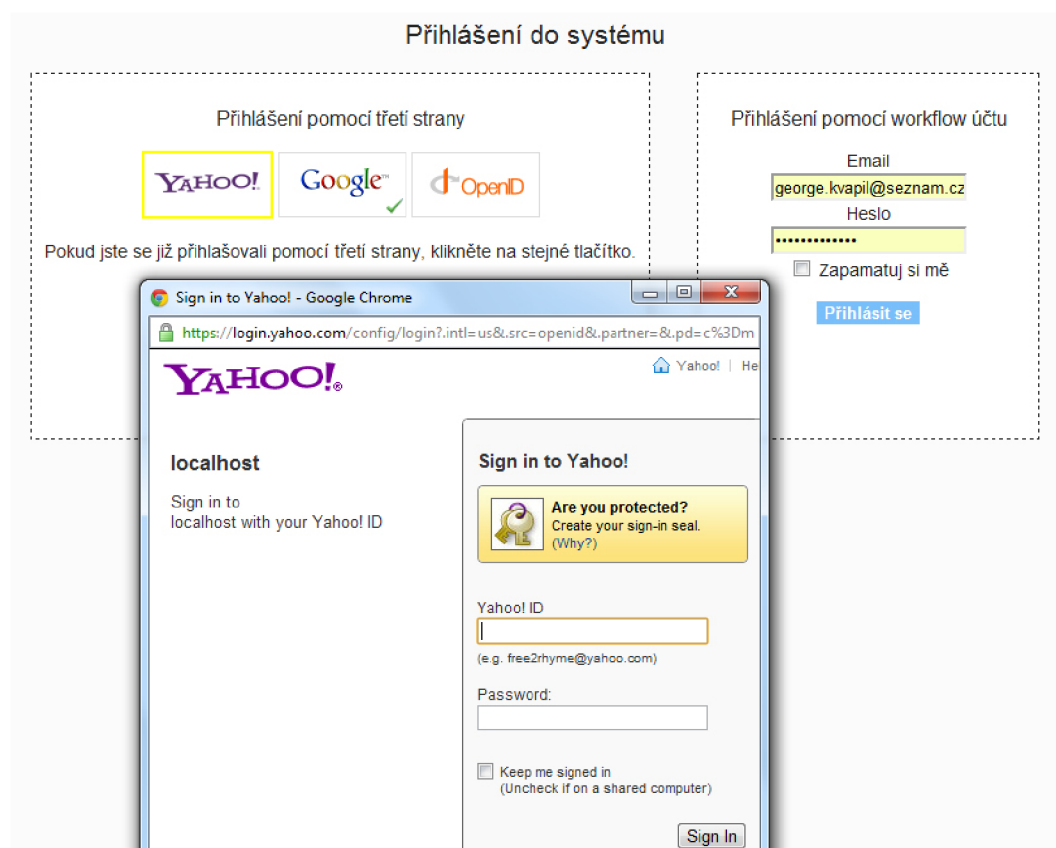 Přihlášení do systému
Přihlášení pomocí třetí strany
YAHOO! Google™ OpenID
Pokud jste se již přihlašovali pomocí třetí strany, klikněte na stejné tlačítko.
Přihlášení pomocí workflow účtu
Email
george.kvapil@seznam.cz
Heslo
•••••••••••••
Zapamatuj si mě
Přihlásit se
Sign in to Yahoo! - Google Chrome
https://login.yahoo.com/config/login?.intl=us&.src=openid&.partner=&.pd=c%3Dm
YAHOO!®
Yahoo! | He
localhost
Sign in to
localhost with your Yahoo! ID
Sign in to Yahoo!
Are you protected?
Create your sign-in seal.
(Why?)
Yahoo! ID
(e.g. free2rhyme@yahoo.com)
Password:
Keep me signed in
(Uncheck if on a shared computer)
Sign In